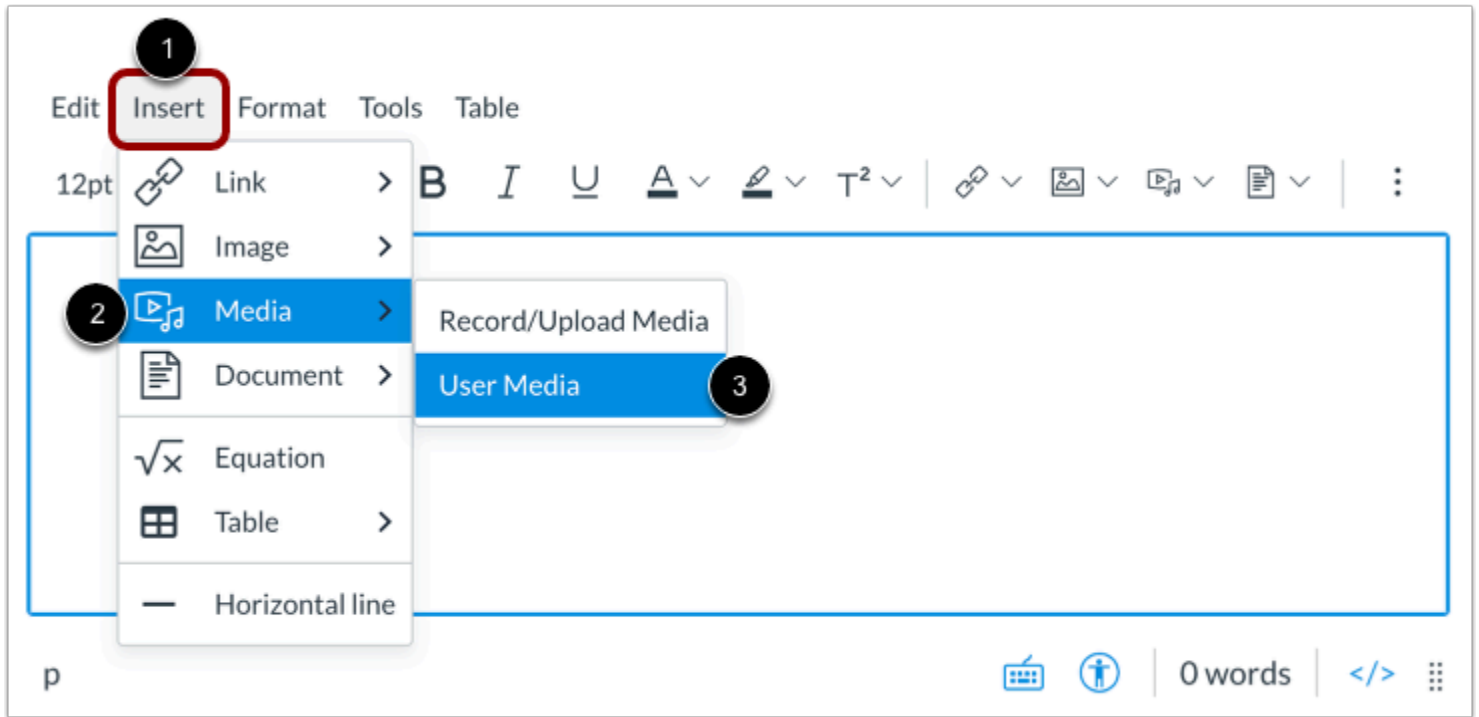 1
Edit Insert Format Tools Table
12pt B I U A T²
Link
Image
2 Media
Record/Upload Media
Document
User Media 3
Equation
Table
Horizontal line
p 0 words </>